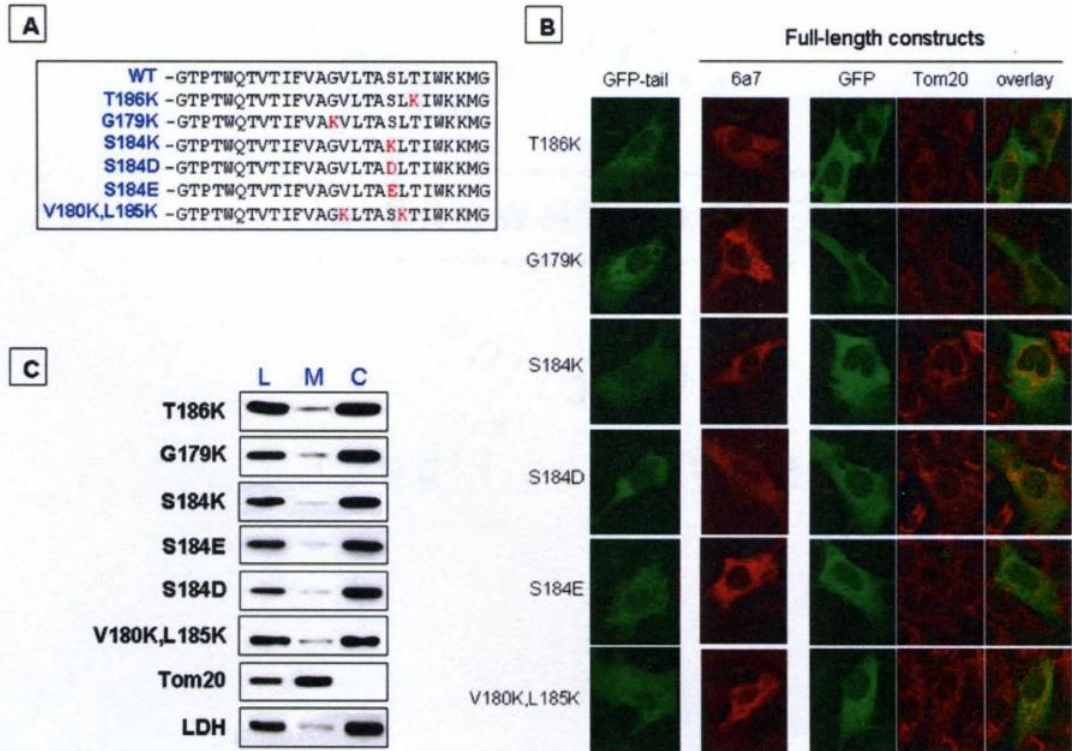 A
WT -GTPTWQTVTIFVAGVLTASLTIWKKMG
T186K -GTPTWQTVTIFVAGVLTASLKIWKKMG
G179K -GTPTWQTVTIFVAKVLTASLTIWKKMG
S184K -GTPTWQTVTIFVAGVLTAKLTIWKKMG
S184D -GTPTWQTVTIFVAGVLTADLTIWKKMG
S184E -GTPTWQTVTIFVAGVLTAELTIWKKMG
V180K,L185K -GTPTWQTVTIFVAGKLTASKTIWKKMG
B
Full-length constructs
GFP-tail 6a7 GFP Tom20 overlay
T186K
G179K
S184K
S184D
S184E
V180K,L185K
C
L M C
T186K
G179K
S184K
S184E
S184D
V180K,L185K
Tom20
LDH